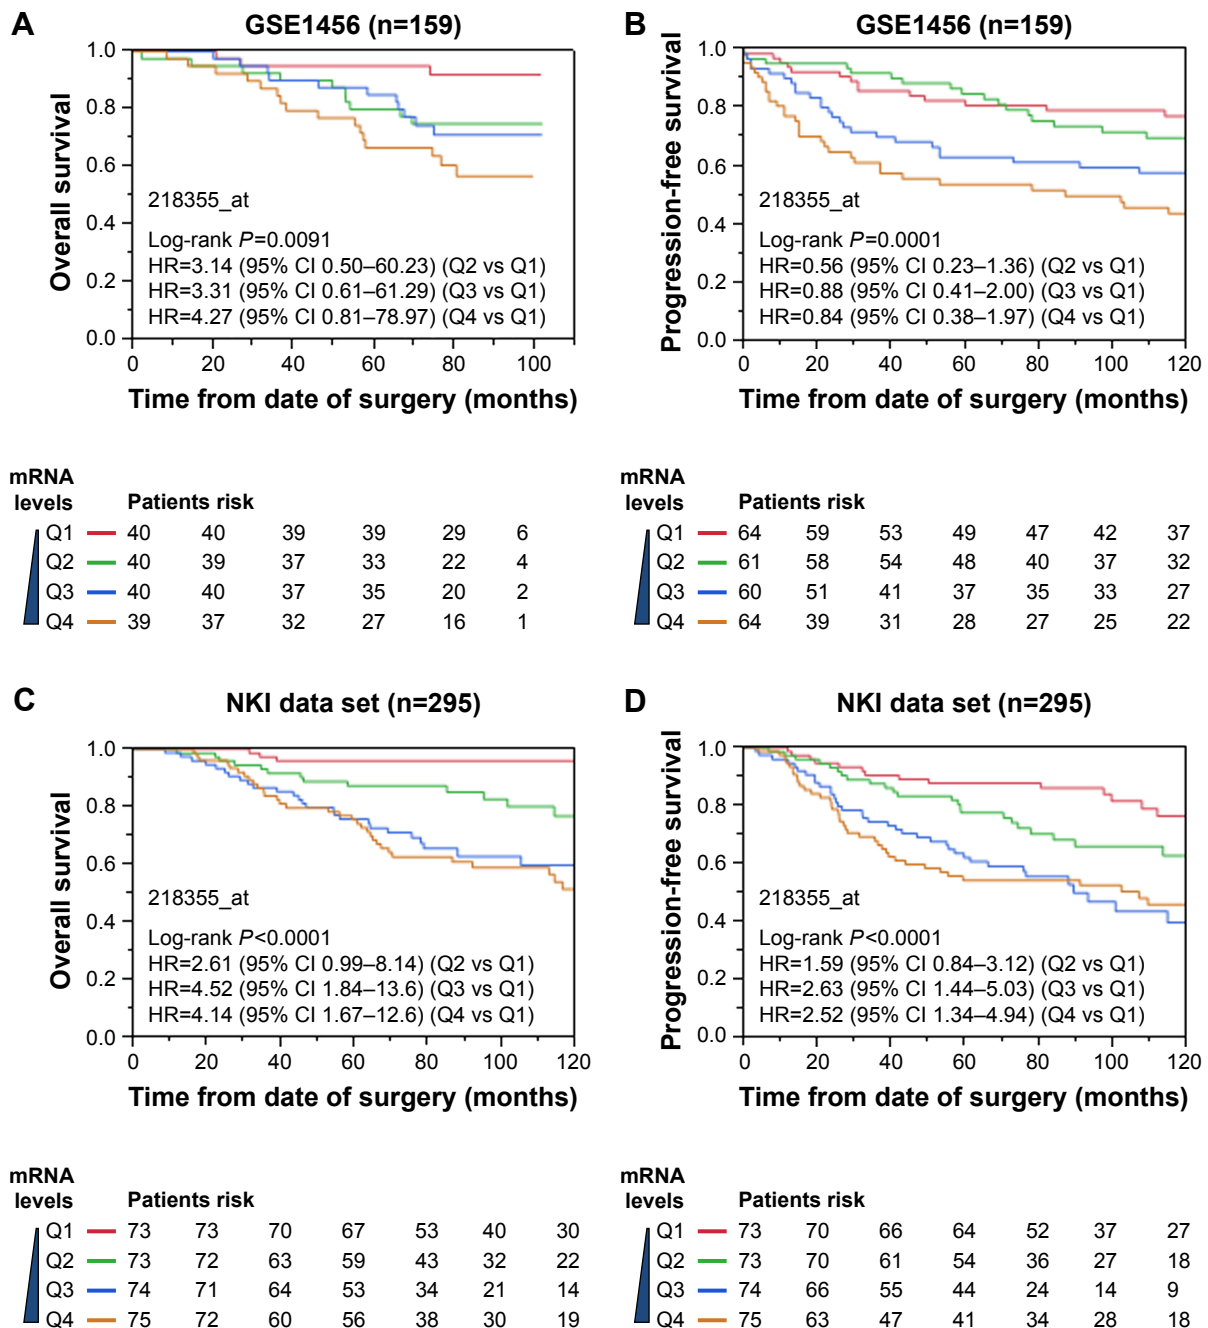 A
GSE1456 (n=159)
Overall survival
1.0
0.8
0.6
0.4
0.2
0.0
218355_at
Log-rank P=0.0091
HR=3.14 (95% CI 0.50–60.23) (Q2 vs Q1)
HR=3.31 (95% CI 0.61–61.29) (Q3 vs Q1)
HR=4.27 (95% CI 0.81–78.97) (Q4 vs Q1)
0 20 40 60 80 100
Time from date of surgery (months)
mRNA
levels Patients risk
Q1 40 40 39 39 29 6
Q2 40 39 37 33 22 4
Q3 40 40 37 35 20 2
Q4 39 37 32 27 16 1
B
GSE1456 (n=159)
Progression-free survival
1.0
0.8
0.6
0.4
0.2
0.0
218355_at
Log-rank P=0.0001
HR=0.56 (95% CI 0.23–1.36) (Q2 vs Q1)
HR=0.88 (95% CI 0.41–2.00) (Q3 vs Q1)
HR=0.84 (95% CI 0.38–1.97) (Q4 vs Q1)
0 20 40 60 80 100 120
Time from date of surgery (months)
mRNA
levels Patients risk
Q1 64 59 53 49 47 42 37
Q2 61 58 54 48 40 37 32
Q3 60 51 41 37 35 33 27
Q4 64 39 31 28 27 25 22
C
NKI data set (n=295)
Overall survival
1.0
0.8
0.6
0.4
0.2
0.0
218355_at
Log-rank P<0.0001
HR=2.61 (95% CI 0.99–8.14) (Q2 vs Q1)
HR=4.52 (95% CI 1.84–13.6) (Q3 vs Q1)
HR=4.14 (95% CI 1.67–12.6) (Q4 vs Q1)
0 20 40 60 80 100 120
Time from date of surgery (months)
mRNA
levels Patients risk
Q1 73 73 70 67 53 40 30
Q2 73 72 63 59 43 32 22
Q3 74 71 64 53 34 21 14
Q4 75 72 60 56 38 30 19
D
NKI data set (n=295)
Progression-free survival
1.0
0.8
0.6
0.4
0.2
0.0
218355_at
Log-rank P<0.0001
HR=1.59 (95% CI 0.84–3.12) (Q2 vs Q1)
HR=2.63 (95% CI 1.44–5.03) (Q3 vs Q1)
HR=2.52 (95% CI 1.34–4.94) (Q4 vs Q1)
0 20 40 60 80 100 120
Time from date of surgery (months)
mRNA
levels Patients risk
Q1 73 70 66 64 52 37 27
Q2 73 70 61 54 36 27 18
Q3 74 66 55 44 24 14 9
Q4 75 63 47 41 34 28 18